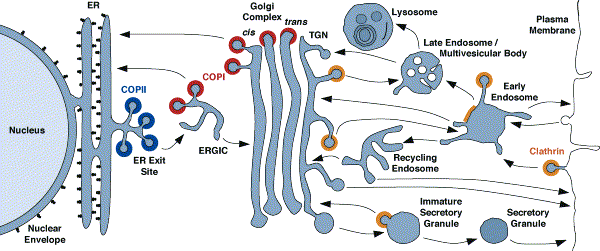 ER
Golgi
Complex
cis
trans
TGN
Lysosome
Late Endosome /
Multivesicular Body
Plasma
Membrane
COPI
COPII
Early
Endosome
Nucleus
ER Exit
Site
ERGIC
Recycling
Endosome
Clathrin
Nuclear
Envelope
Immature
Secretory
Granule
Secretory
Granule